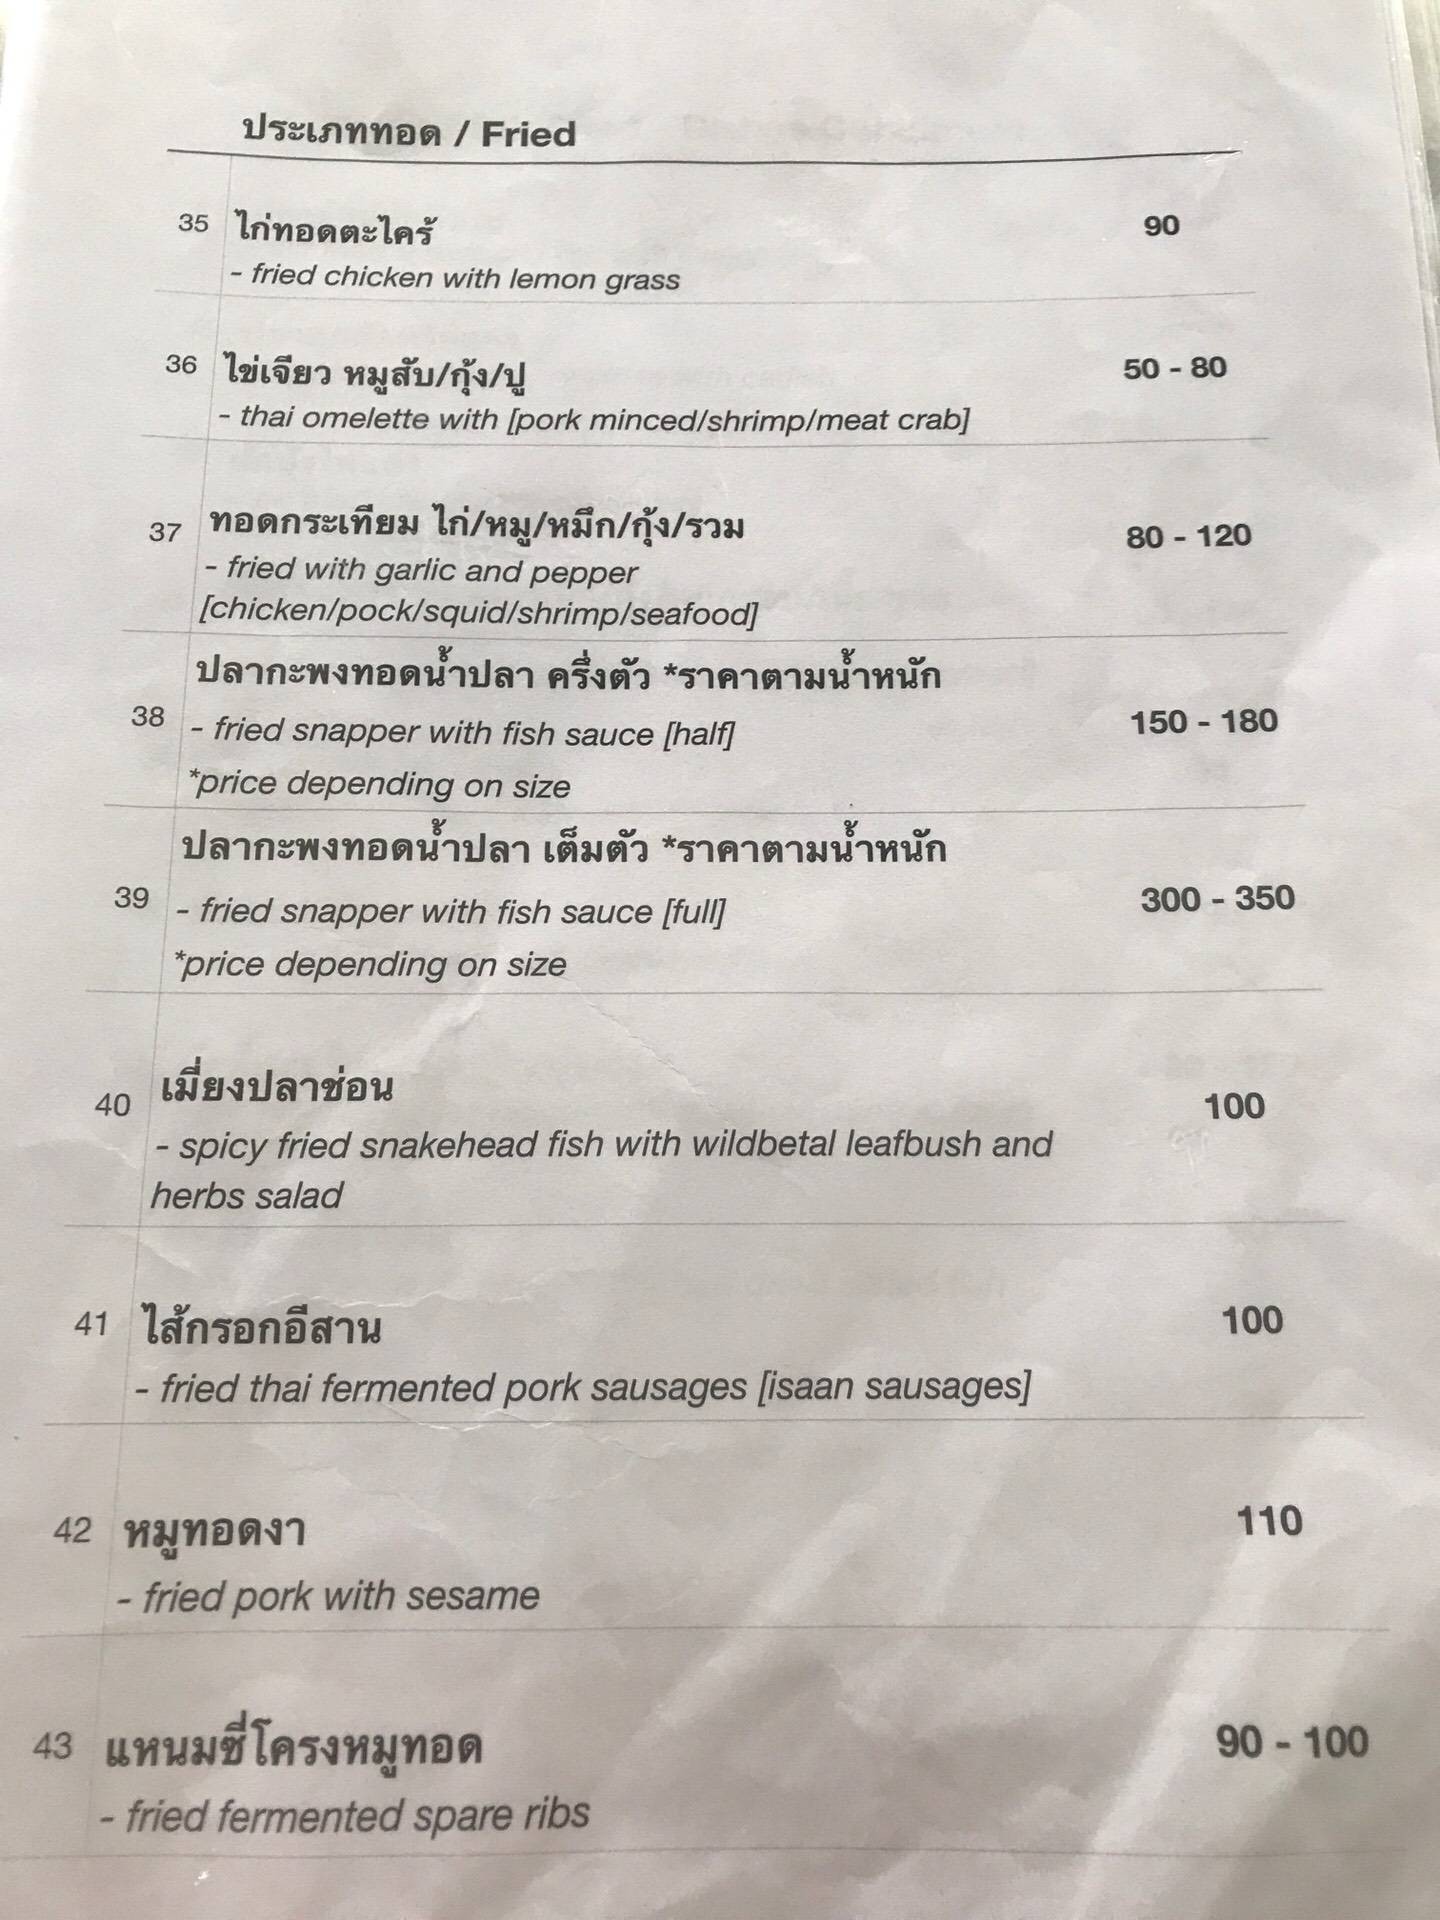 ประเภททอด / Fried
35 ไก่ทอดตะไคร้ 90
- fried chicken with lemon grass
36 ไข่เจียว หมูสับ/กุ้ง/ปู 50 - 80
- thai omelette with [pork minced/shrimp/meat crab]
37 ทอดกระเทียม ไก่/หมู/หมึก/กุ้ง/รวม 80 - 120
- fried with garlic and pepper
[chicken/pock/squid/shrimp/seafood]
ปลากะพงทอดน้ำปลา ครึ่งตัว *ราคาตามน้ำหนัก
38 - fried snapper with fish sauce [half] 150 - 180
*price depending on size
ปลากะพงทอดน้ำปลา เต็มตัว *ราคาตามน้ำหนัก
39 - fried snapper with fish sauce [full] 300 - 350
*price depending on size
40 เมี่ยงปลาช่อน 100
- spicy fried snakehead fish with wildbetal leafbush and
herbs salad
41 ไส้กรอกอีสาน 100
- fried thai fermented pork sausages [isaan sausages]
42 หมูทอดงา 110
- fried pork with sesame
43 แหนมซี่โครงหมูทอด 90 - 100
- fried fermented spare ribs